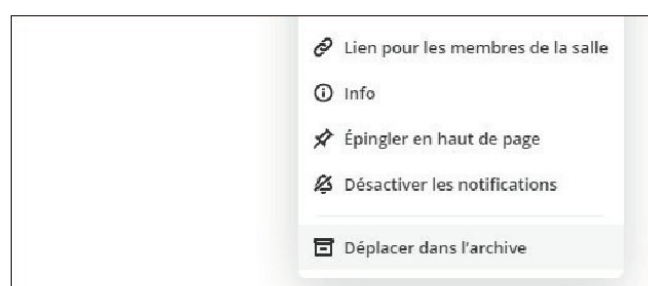 Lien pour les membres de la salle
Info
Épingler en haut de page
Désactiver les notifications
Déplacer dans l'archive